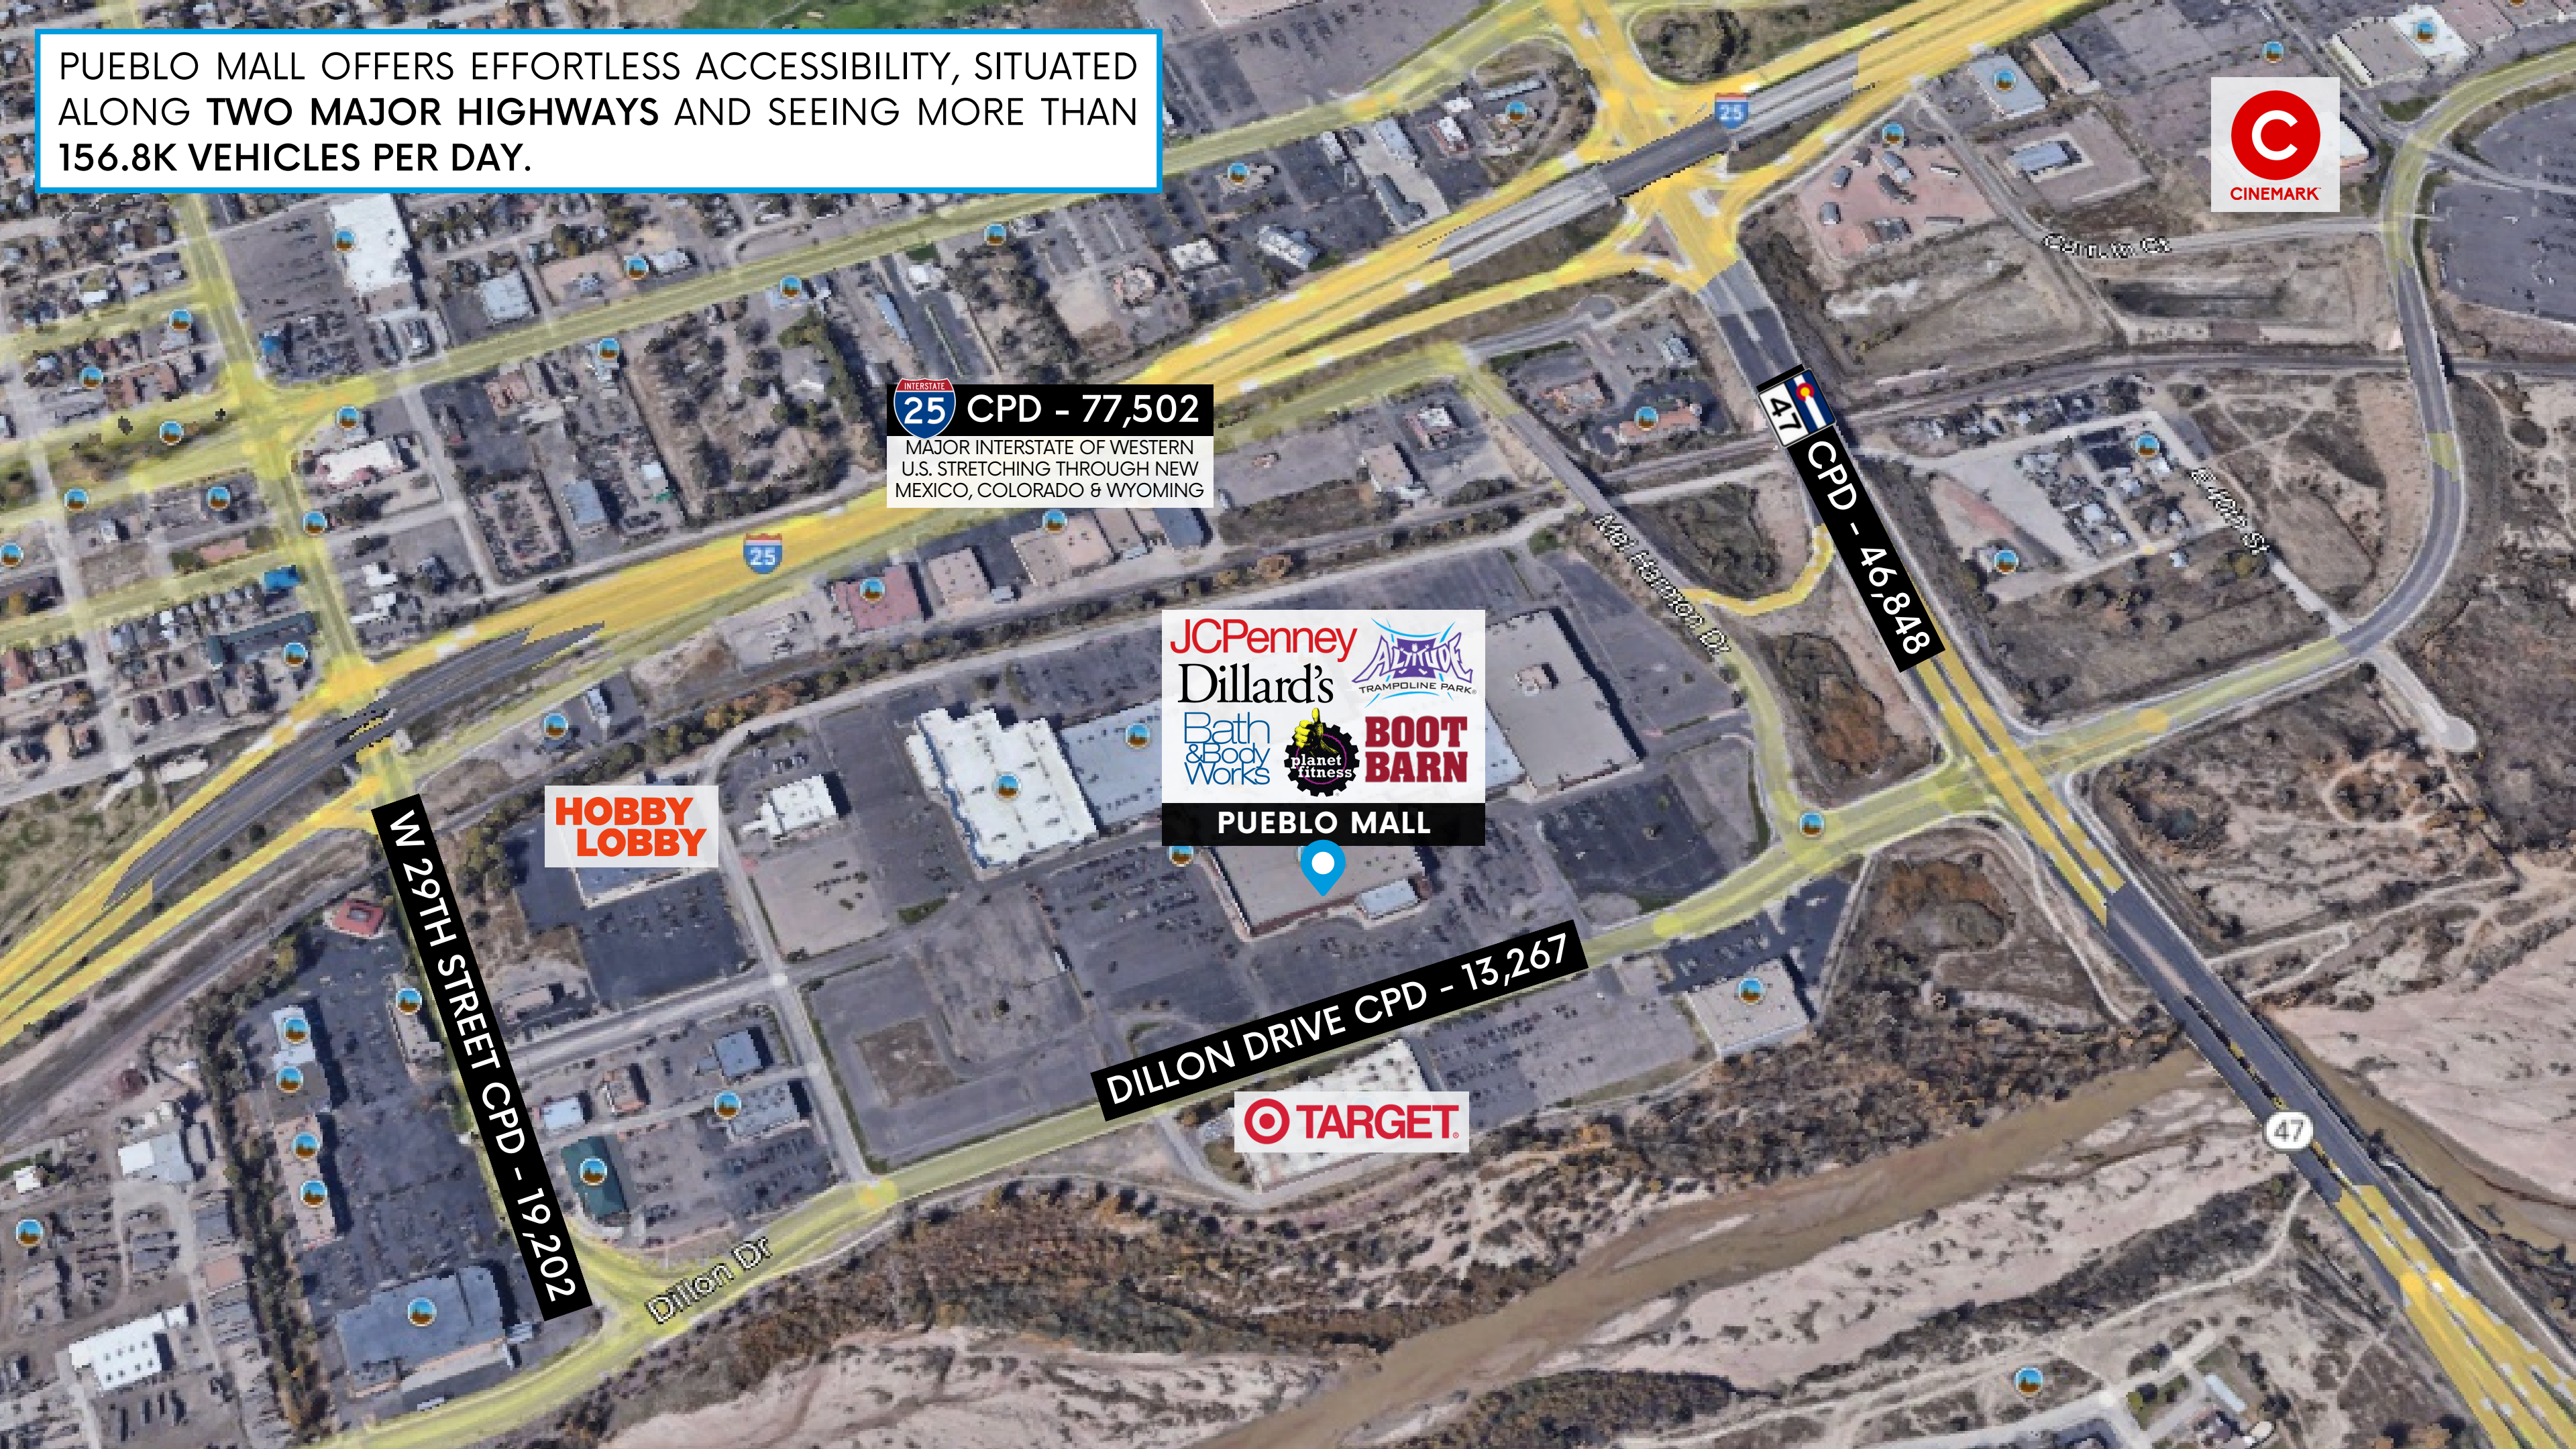 PUEBLO MALL OFFERS EFFORTLESS ACCESSIBILITY, SITUATED
ALONG TWO MAJOR HIGHWAYS AND SEEING MORE THAN
156.8K VEHICLES PER DAY.
25
C
CINEMARK
INTERSTATE
25 CPD - 77,502
MAJOR INTERSTATE OF WESTERN
U.S. STRETCHING THROUGH NEW
MEXICO, COLORADO & WYOMING
47
CPD - 46,848
25
JCPenney
Dillard's
ALTITUDE
TRAMPOLINE PARK®
Bath
&Body
Works
planet
fitness
BOOT
BARN
PUEBLO MALL
HOBBY
LOBBY
W 29TH STREET CPD - 19,202
DILLON DRIVE CPD - 13,267
TARGET®
47
Dillon Dr